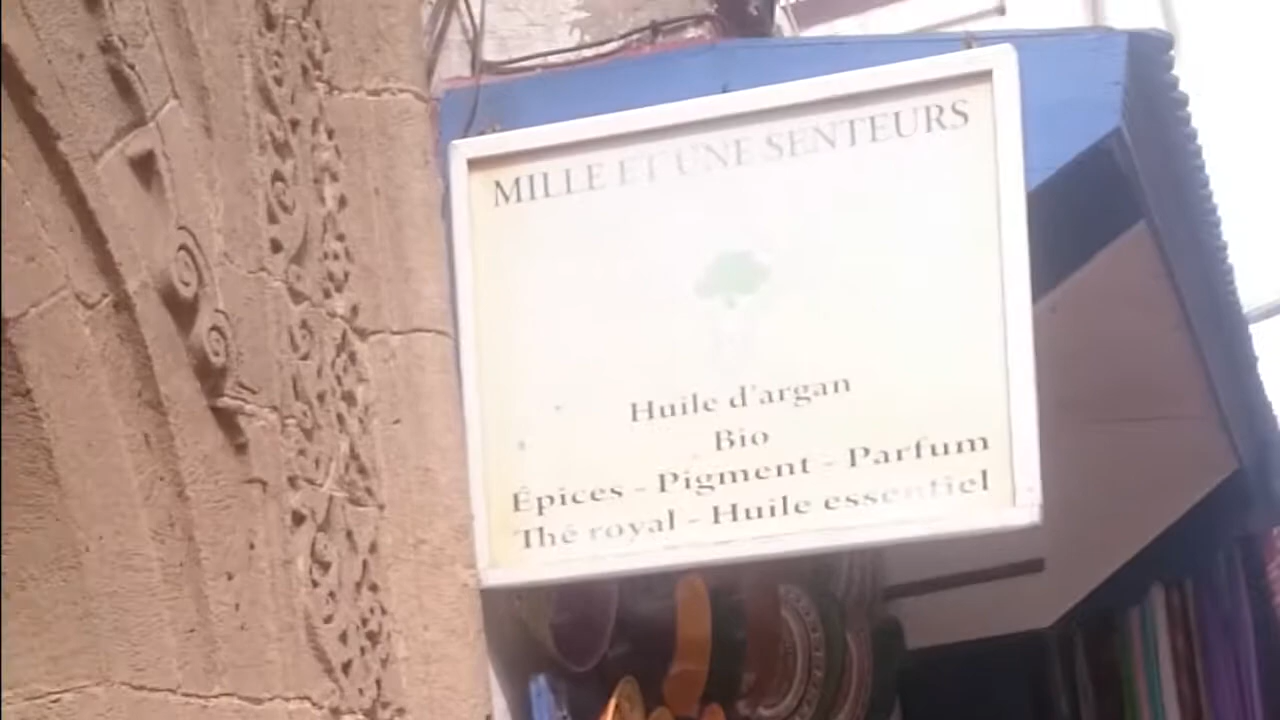 MILLE ET UNE SENTEURS
Huile d'argan
Bio
Épices - Pigment - Parfum
Thé royal - Huile essentiel